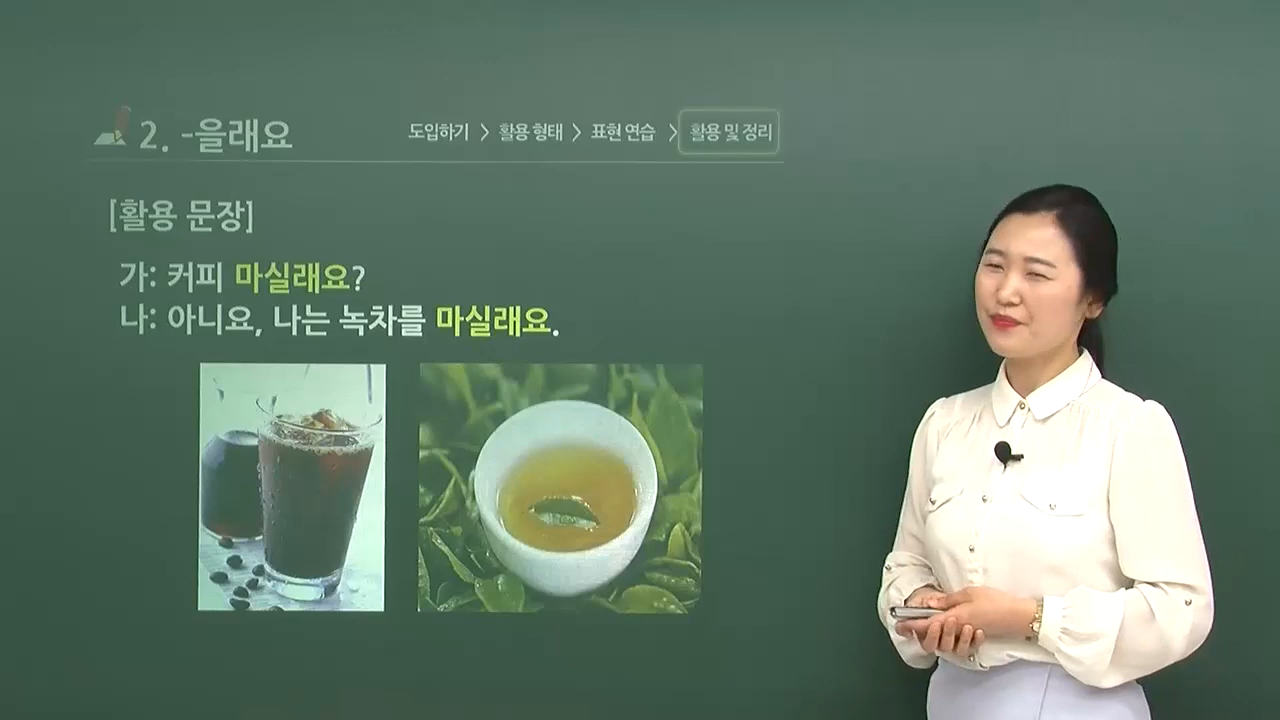 2. -을래요
도입하기 > 활용 형태 > 표현 연습 > 활용 및 정리
[활용 문장]
가: 커피 마실래요?
나: 아니요, 나는 녹차를 마실래요.